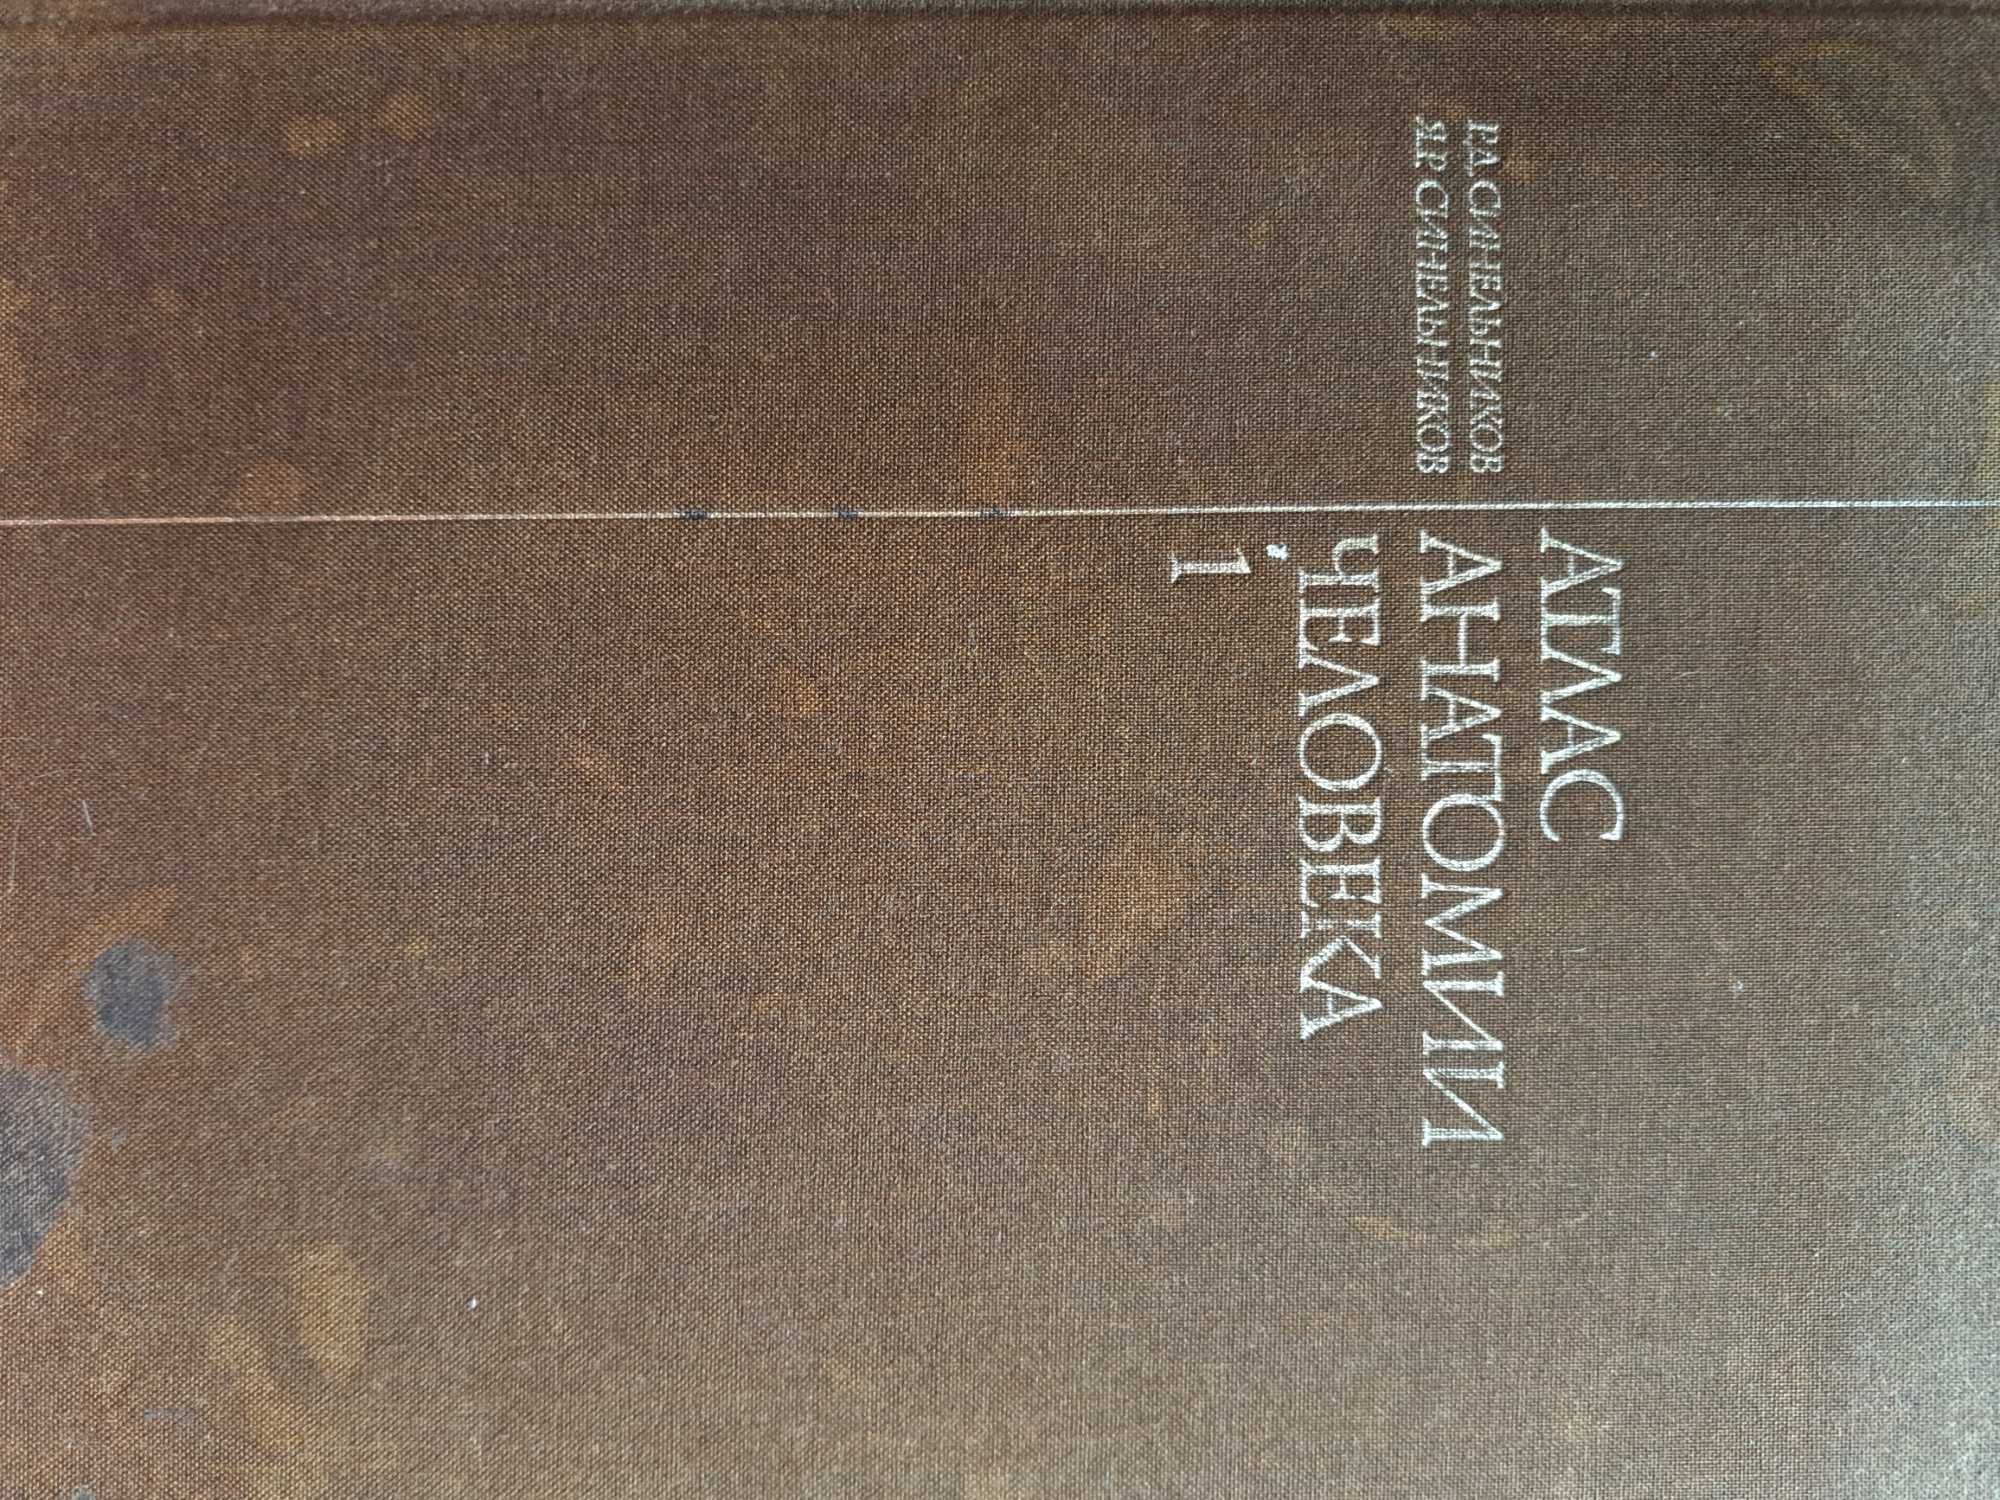 Р.Д. СИНЕЛЬНИКОВ
Я.Р. СИНЕЛЬНИКОВ
АТЛАС
АНАТОМИИ
ЧЕЛОВЕКА
1